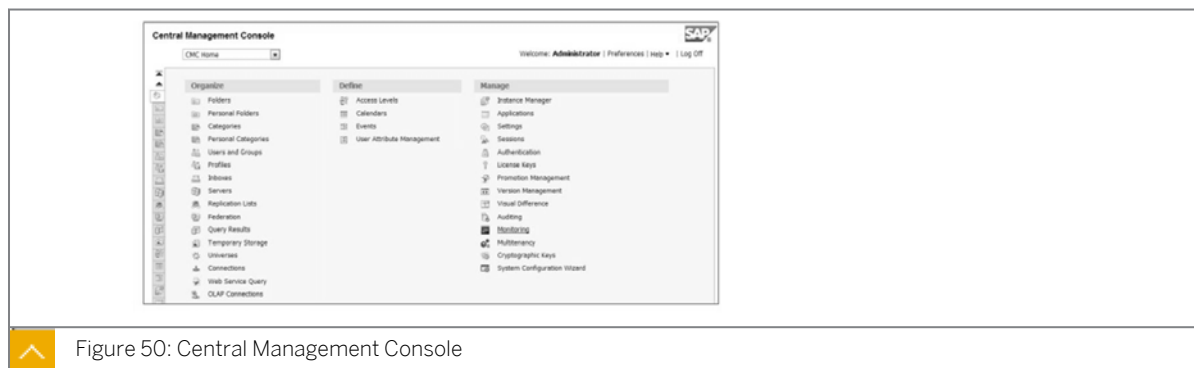 Central Management Console
SAP
CMC Home
Welcome: Administrator | Preferences | Help | Log Off
Organize
Folders
Personal Folders
Categories
Personal Categories
Users and Groups
Profiles
Inboxes
Servers
Replication Lists
Federation
Query Results
Temporary Storage
Universes
Connections
Web Service Query
OLAP Connections
Define
Access Levels
Calendars
Events
User Attribute Management
Manage
Instance Manager
Applications
Settings
Sessions
Authentication
License Keys
Promotion Management
Version Management
Visual Difference
Auditing
Monitoring
Multitenancy
Cryptographic Keys
System Configuration Wizard
Figure 50: Central Management Console